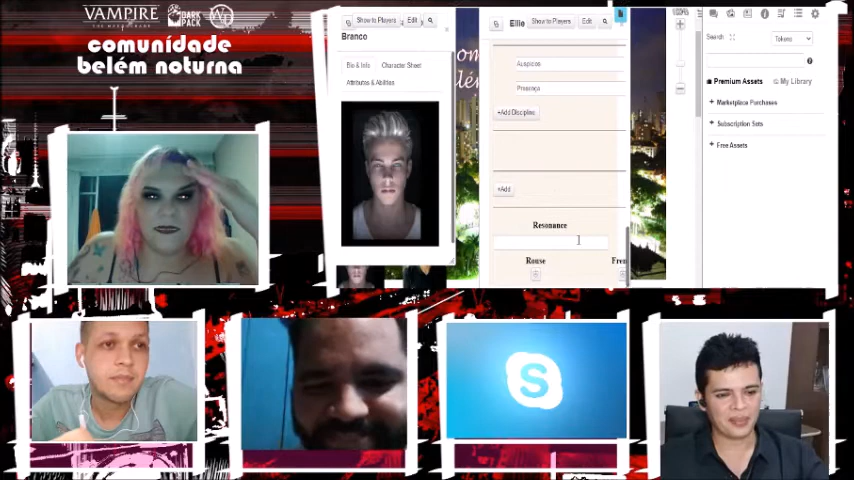 VAMPIRE
DARK
PACK
comunidade
belém noturna
Show to Players
Edit
Branco
Bio & Info
Character Sheet
Attributes & Abilities
Ellie
Show to Players
Edit
Auspícios
Presença
+Add Discipline
+Add
Resonance
Rouse
Fren
100%
Search
Tokens
Premium Assets
My Library
Marketplace Purchases
Subscription Sets
Free Assets
S